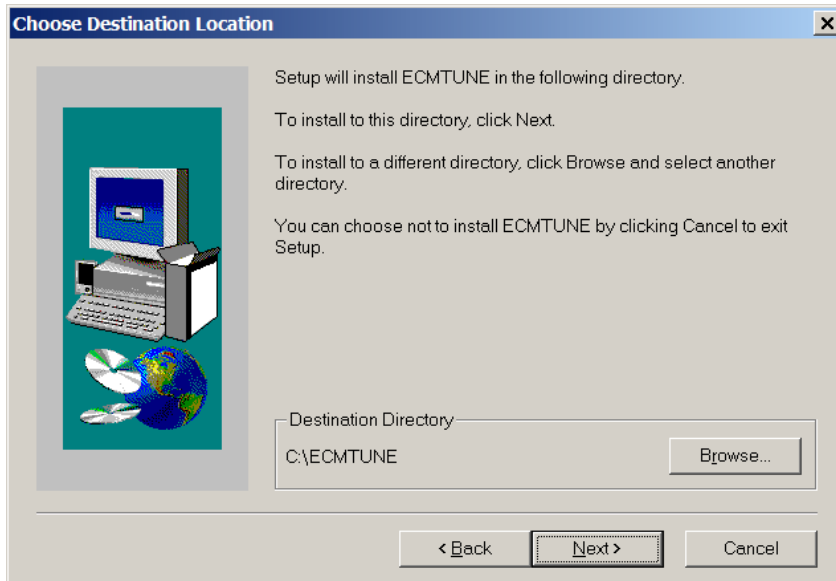 Choose Destination Location
Setup will install ECMTUNE in the following directory.
To install to this directory, click Next.
To install to a different directory, click Browse and select another
directory.
You can choose not to install ECMTUNE by clicking Cancel to exit
Setup.
Destination Directory
C:\ECMTUNE
Browse...
< Back
Next >
Cancel